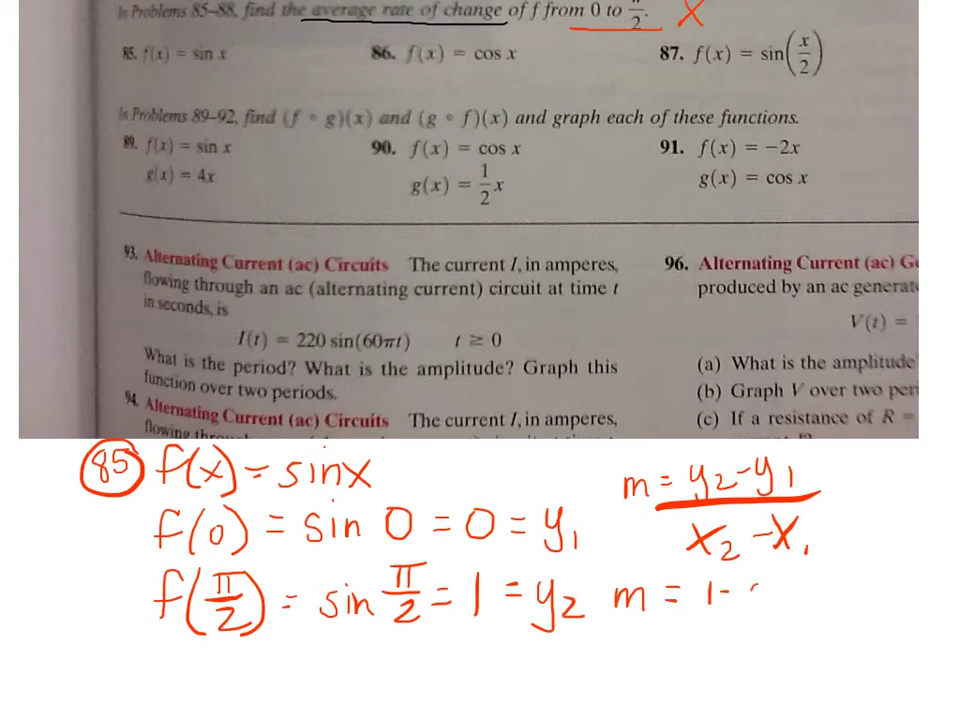 In Problems 85–88, find the average rate of change of f from 0 to π/2. X
85. f(x) = sin x 86. f(x) = cos x 87. f(x) = sin(x/2)
In Problems 89–92, find (f ∘ g)(x) and (g ∘ f)(x) and graph each of these functions.
89. f(x) = sin x 90. f(x) = cos x 91. f(x) = −2x
g(x) = 4x g(x) = 1/2 x g(x) = cos x
93. Alternating Current (ac) Circuits The current I, in amperes,
flowing through an ac (alternating current) circuit at time t
in seconds, is
I(t) = 220 sin(60πt) t ≥ 0
What is the period? What is the amplitude? Graph this
function over two periods.
94. Alternating Current (ac) Circuits The current I, in amperes,
flowing
96. Alternating Current (ac)
produced by an ac
V(t) =
(a) What is the amplitude
(b) Graph V over two
(c) If a resistance of R =
85 f(x) = sinx
f(0) = sin 0 = 0 = y1
f(π/2) = sin π/2 = 1 = y2
m = y2-y1
x2-x1
m = 1-